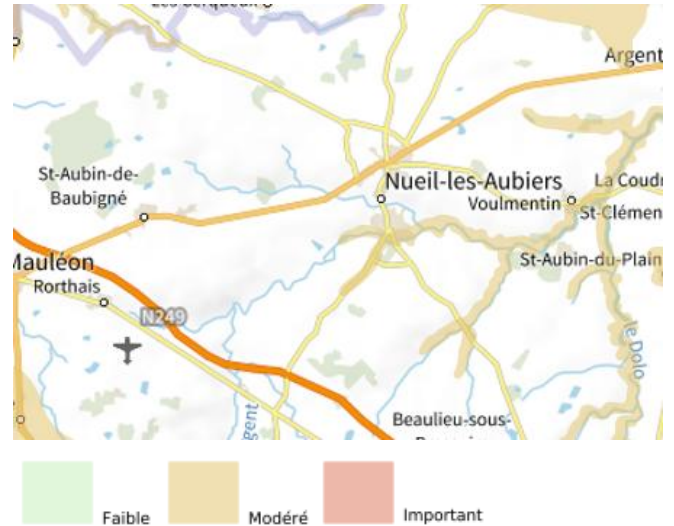 Argent
St-Aubin-de-
Baubigné
Nueil-les-Aubiers
La Coudr
Voulmentin
St-Clémen
Mauléon
St-Aubin-du-Plain
Rorthais
N249
le Dolo
Beaulieu-sous-
Faible
Modéré
Important